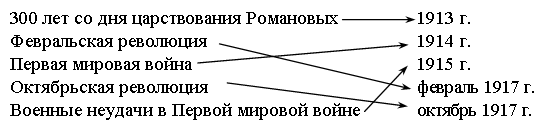 300 лет со дня царствования Романовых 1913 г.
Февральская революция 1914 г.
Первая мировая война 1915 г.
Октябрьская революция февраль 1917 г.
Военные неудачи в Первой мировой войне октябрь 1917 г.